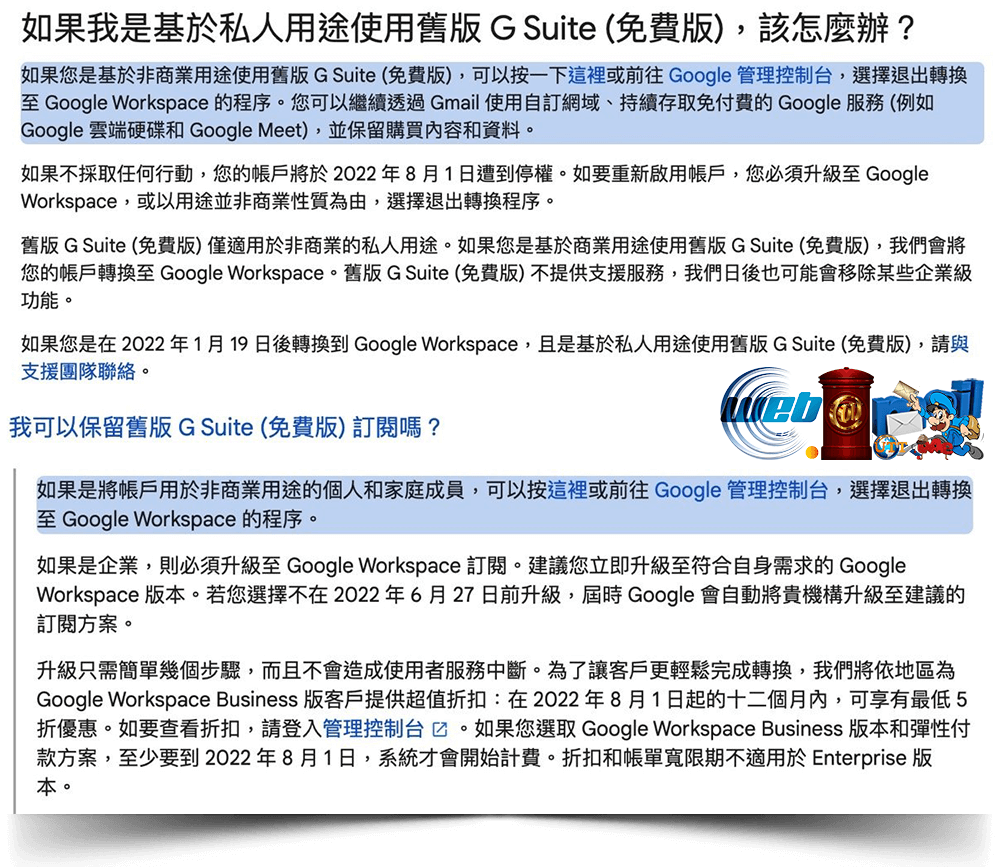 如果我是基於私人用途使用舊版 G Suite (免費版)，該怎麼辦？
如果您是基於非商業用途使用舊版 G Suite (免費版)，可以按一下這裡或前往 Google 管理控制台，選擇退出轉換
至 Google Workspace 的程序。您可以繼續透過 Gmail 使用自訂網域、持續存取免付費的 Google 服務 (例如
Google 雲端硬碟和 Google Meet)，並保留購買內容和資料。
如果不採取任何行動，您的帳戶將於 2022 年 8 月 1 日遭到停權。如要重新啟用帳戶，您必須升級至 Google
Workspace，或以用途並非商業性質為由，選擇退出轉換程序。
舊版 G Suite (免費版) 僅適用於非商業的私人用途。如果您是基於商業用途使用舊版 G Suite (免費版)，我們會將
您的帳戶轉換至 Google Workspace。舊版 G Suite (免費版) 不提供支援服務，我們日後也可能會移除某些企業級
功能。
如果您是在 2022 年 1 月 19 日後轉換到 Google Workspace，且是基於私人用途使用舊版 G Suite (免費版)，請與
支援團隊聯絡。
web @
我可以保留舊版 G Suite (免費版) 訂閱嗎？
如果是將帳戶用於非商業用途的個人和家庭成員，可以按這裡或前往 Google 管理控制台，選擇退出轉換
至 Google Workspace 的程序。
如果是企業，則必須升級至 Google Workspace 訂閱。建議您立即升級至符合自身需求的 Google
Workspace 版本。若您選擇不在 2022 年 6 月 27 日前升級，屆時 Google 會自動將貴機構升級至建議的
訂閱方案。
升級只需簡單幾個步驟，而且不會造成使用者服務中斷。為了讓客戶更輕鬆完成轉換，我們將依地區為
Google Workspace Business 版客戶提供超值折扣：在 2022 年 8 月 1 日起的十二個月內，可享有最低 5
折優惠。如要查看折扣，請登入管理控制台 。如果您選取 Google Workspace Business 版本和彈性付
款方案，至少要到 2022 年 8 月 1 日，系統才會開始計費。折扣和帳單寬限期不適用於 Enterprise 版
本。